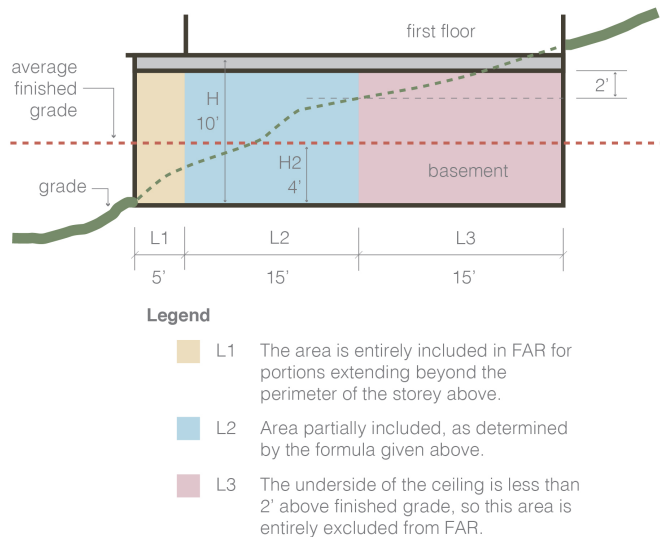 first floor
average
finished
grade
H
10’
2’
H2
4’
basement
grade
L1
L2
L3
5’
15’
15’
Legend
L1 The area is entirely included in FAR for
portions extending beyond the
perimeter of the storey above.
L2 Area partially included, as determined
by the formula given above.
L3 The underside of the ceiling is less than
2’ above finished grade, so this area is
entirely excluded from FAR.